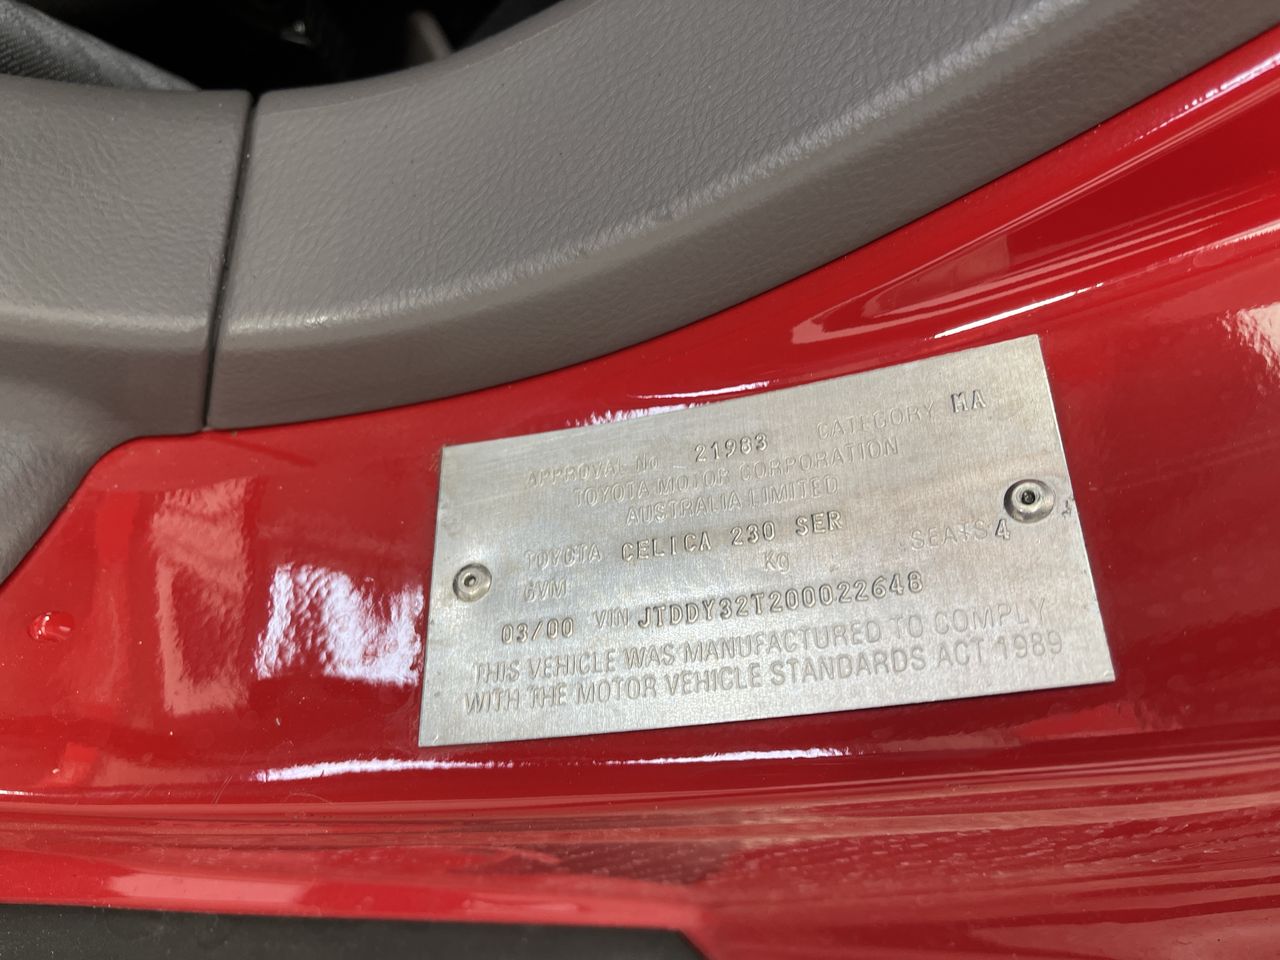 APPROVAL No 21983 CATEGORY MA
TOYOTA MOTOR CORPORATION
AUSTRALIA LIMITED
TOYOTA CELICA 230 SER
GVM Kg SEATS 4
03/00 VIN JTDDY32T200022648
THIS VEHICLE WAS MANUFACTURED TO COMPLY
WITH THE MOTOR VEHICLE STANDARDS ACT 1989